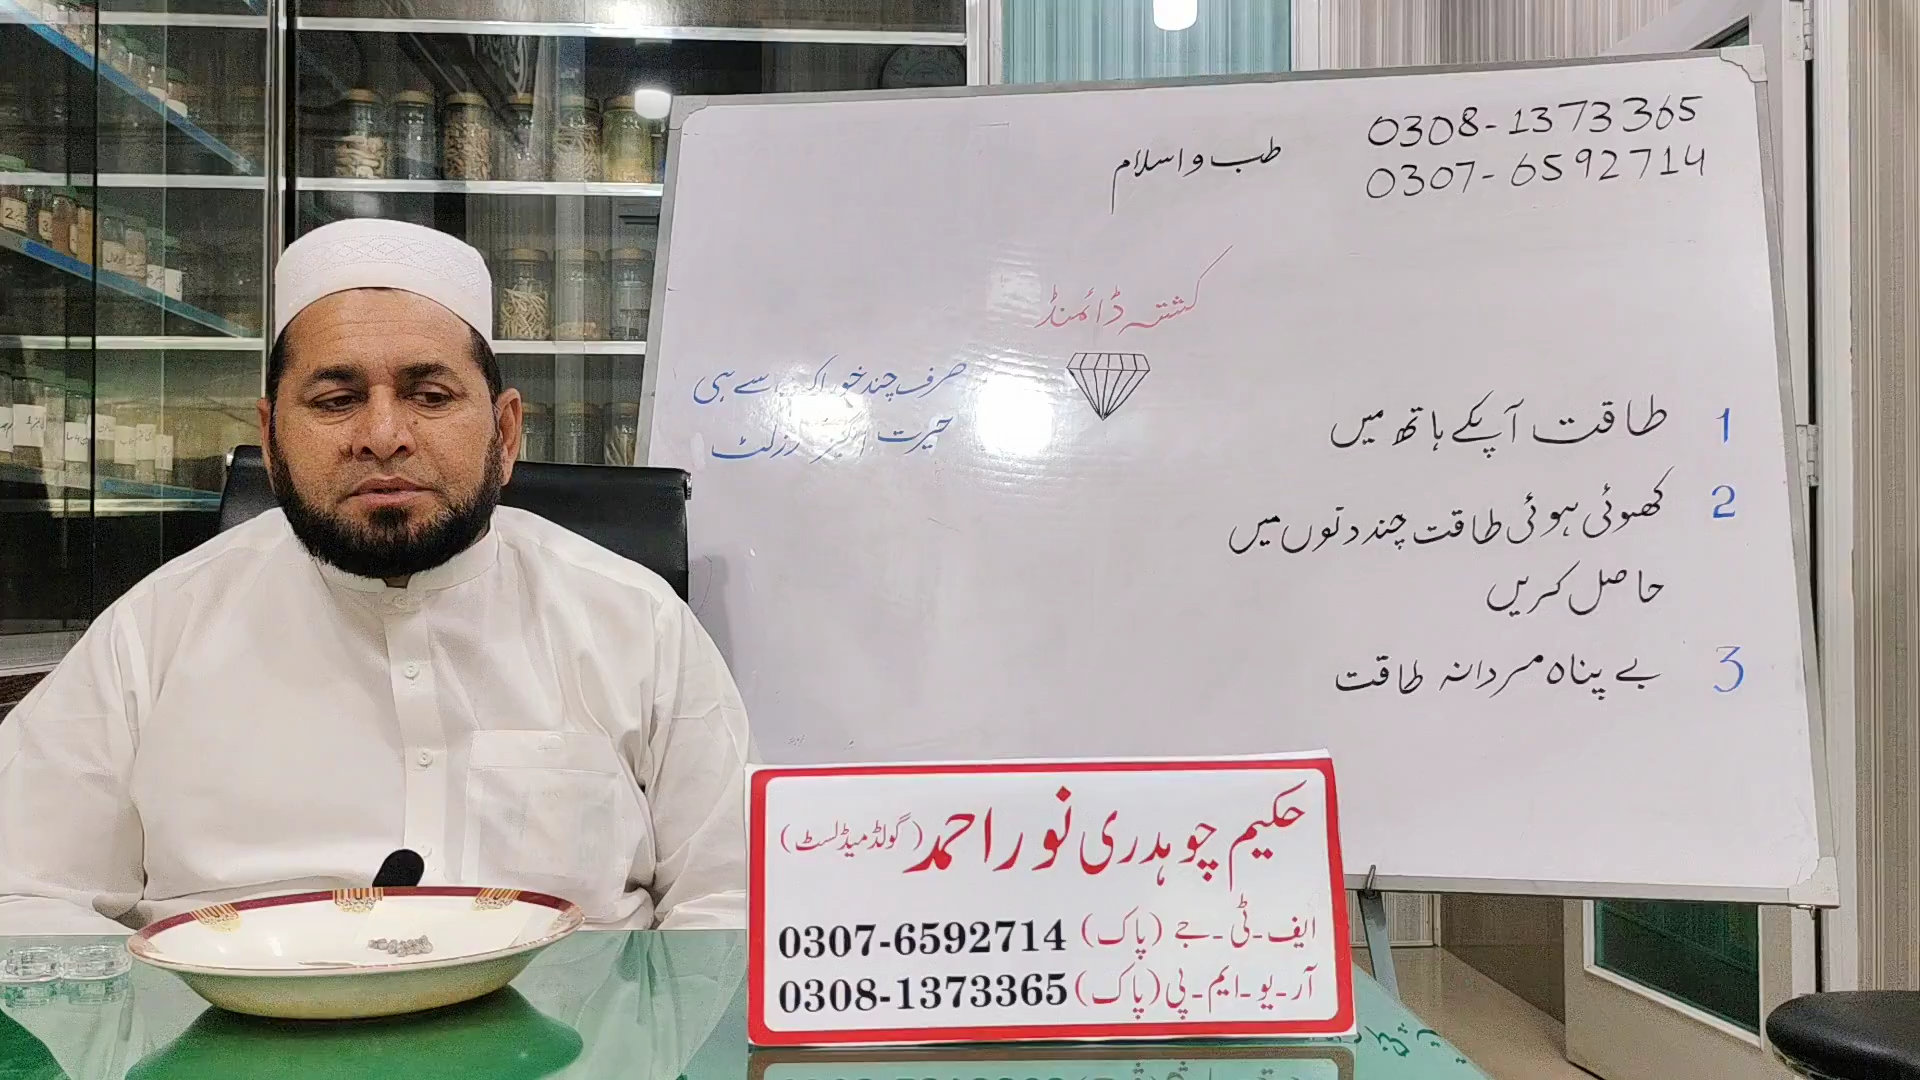 0308-1373365
0307-6592714
طب و اسلام
کشتہ ڈائمنڈ
صرف چند خوراک سے ہی
حیرت انگیز رزلٹ
1 طاقت آپکے ہاتھ میں
2 کھوئی ہوئی طاقت چند دنوں میں
حاصل کریں
3 بے پناہ مردانہ طاقت
حکیم چوہدری نور احمد (گولڈ میڈلسٹ)
ایف-ٹی-جے (پاک) 0307-6592714
آر-یو-ایم-پی (پاک) 0308-1373365